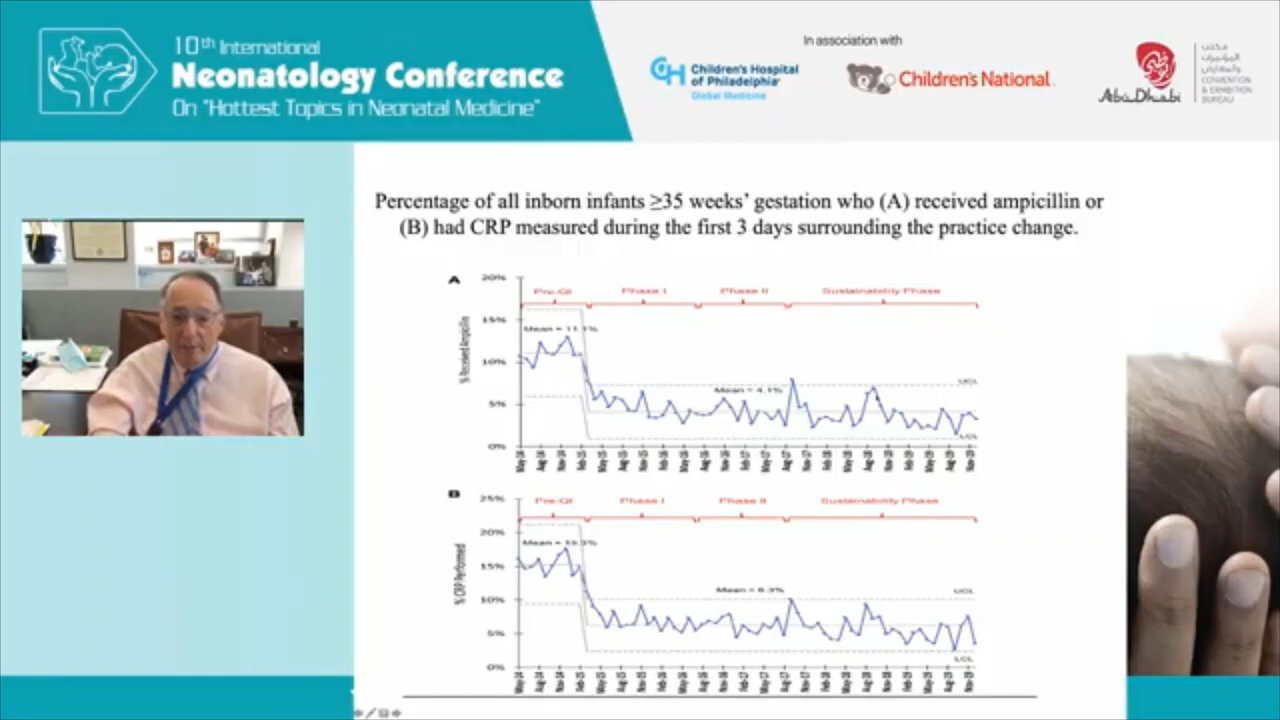 10th International
Neonatology Conference
On "Hottest Topics in Neonatal Medicine"
In association with
CH Children's Hospital
of Philadelphia
Global Medicine
Children's National
Abu Dhabi
مكتب
المؤتمرات
والمعارض
CONVENTION
& EXHIBITION
BUREAU
Percentage of all inborn infants ≥35 weeks' gestation who (A) received ampicillin or
(B) had CRP measured during the first 3 days surrounding the practice change.
A
20%
15%
10%
5%
0%
% Received Ampicillin
Pre-QI
Phase I
Phase II
Sustainability Phase
Mean = 11.1%
Mean = 4.1%
UCL
LCL
B
25%
20%
15%
10%
5%
0%
% CRP Performed
Pre-QI
Phase I
Phase II
Sustainability Phase
Mean =
Mean = 6.3%
UCL
LCL